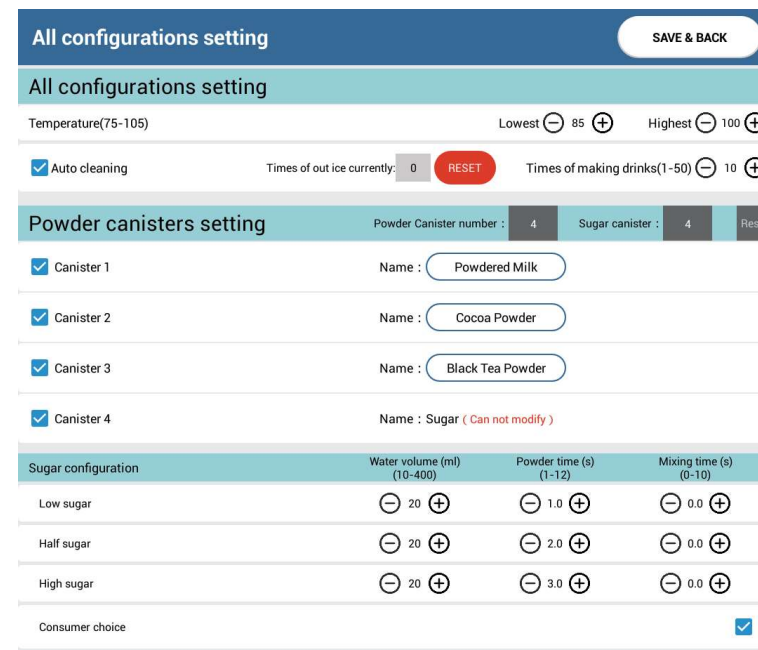 All configurations setting SAVE & BACK
All configurations setting
Temperature(75-105) Lowest 85 Highest 100
Auto cleaning Times of out ice currently: 0 RESET Times of making drinks(1-50) 10
Powder canisters setting Powder Canister number : 4 Sugar canister : 4 Res
Canister 1 Name : Powdered Milk
Canister 2 Name : Cocoa Powder
Canister 3 Name : Black Tea Powder
Canister 4 Name : Sugar ( Can not modify )
Sugar configuration Water volume (ml) Powder time (s) Mixing time (s)
(10-400) (1-12) (0-10)
Low sugar 20 1.0 0.0
Half sugar 20 2.0 0.0
High sugar 20 3.0 0.0
Consumer choice